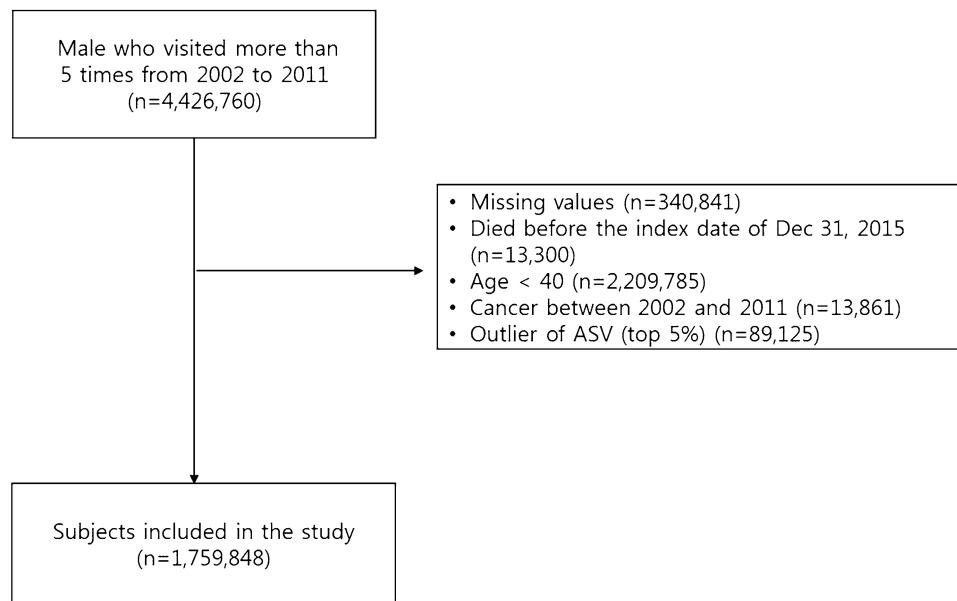 Male who visited more than
5 times from 2002 to 2011
(n=4,426,760)
• Missing values (n=340,841)
• Died before the index date of Dec 31, 2015
(n=13,300)
• Age < 40 (n=2,209,785)
• Cancer between 2002 and 2011 (n=13,861)
• Outlier of ASV (top 5%) (n=89,125)
Subjects included in the study
(n=1,759,848)